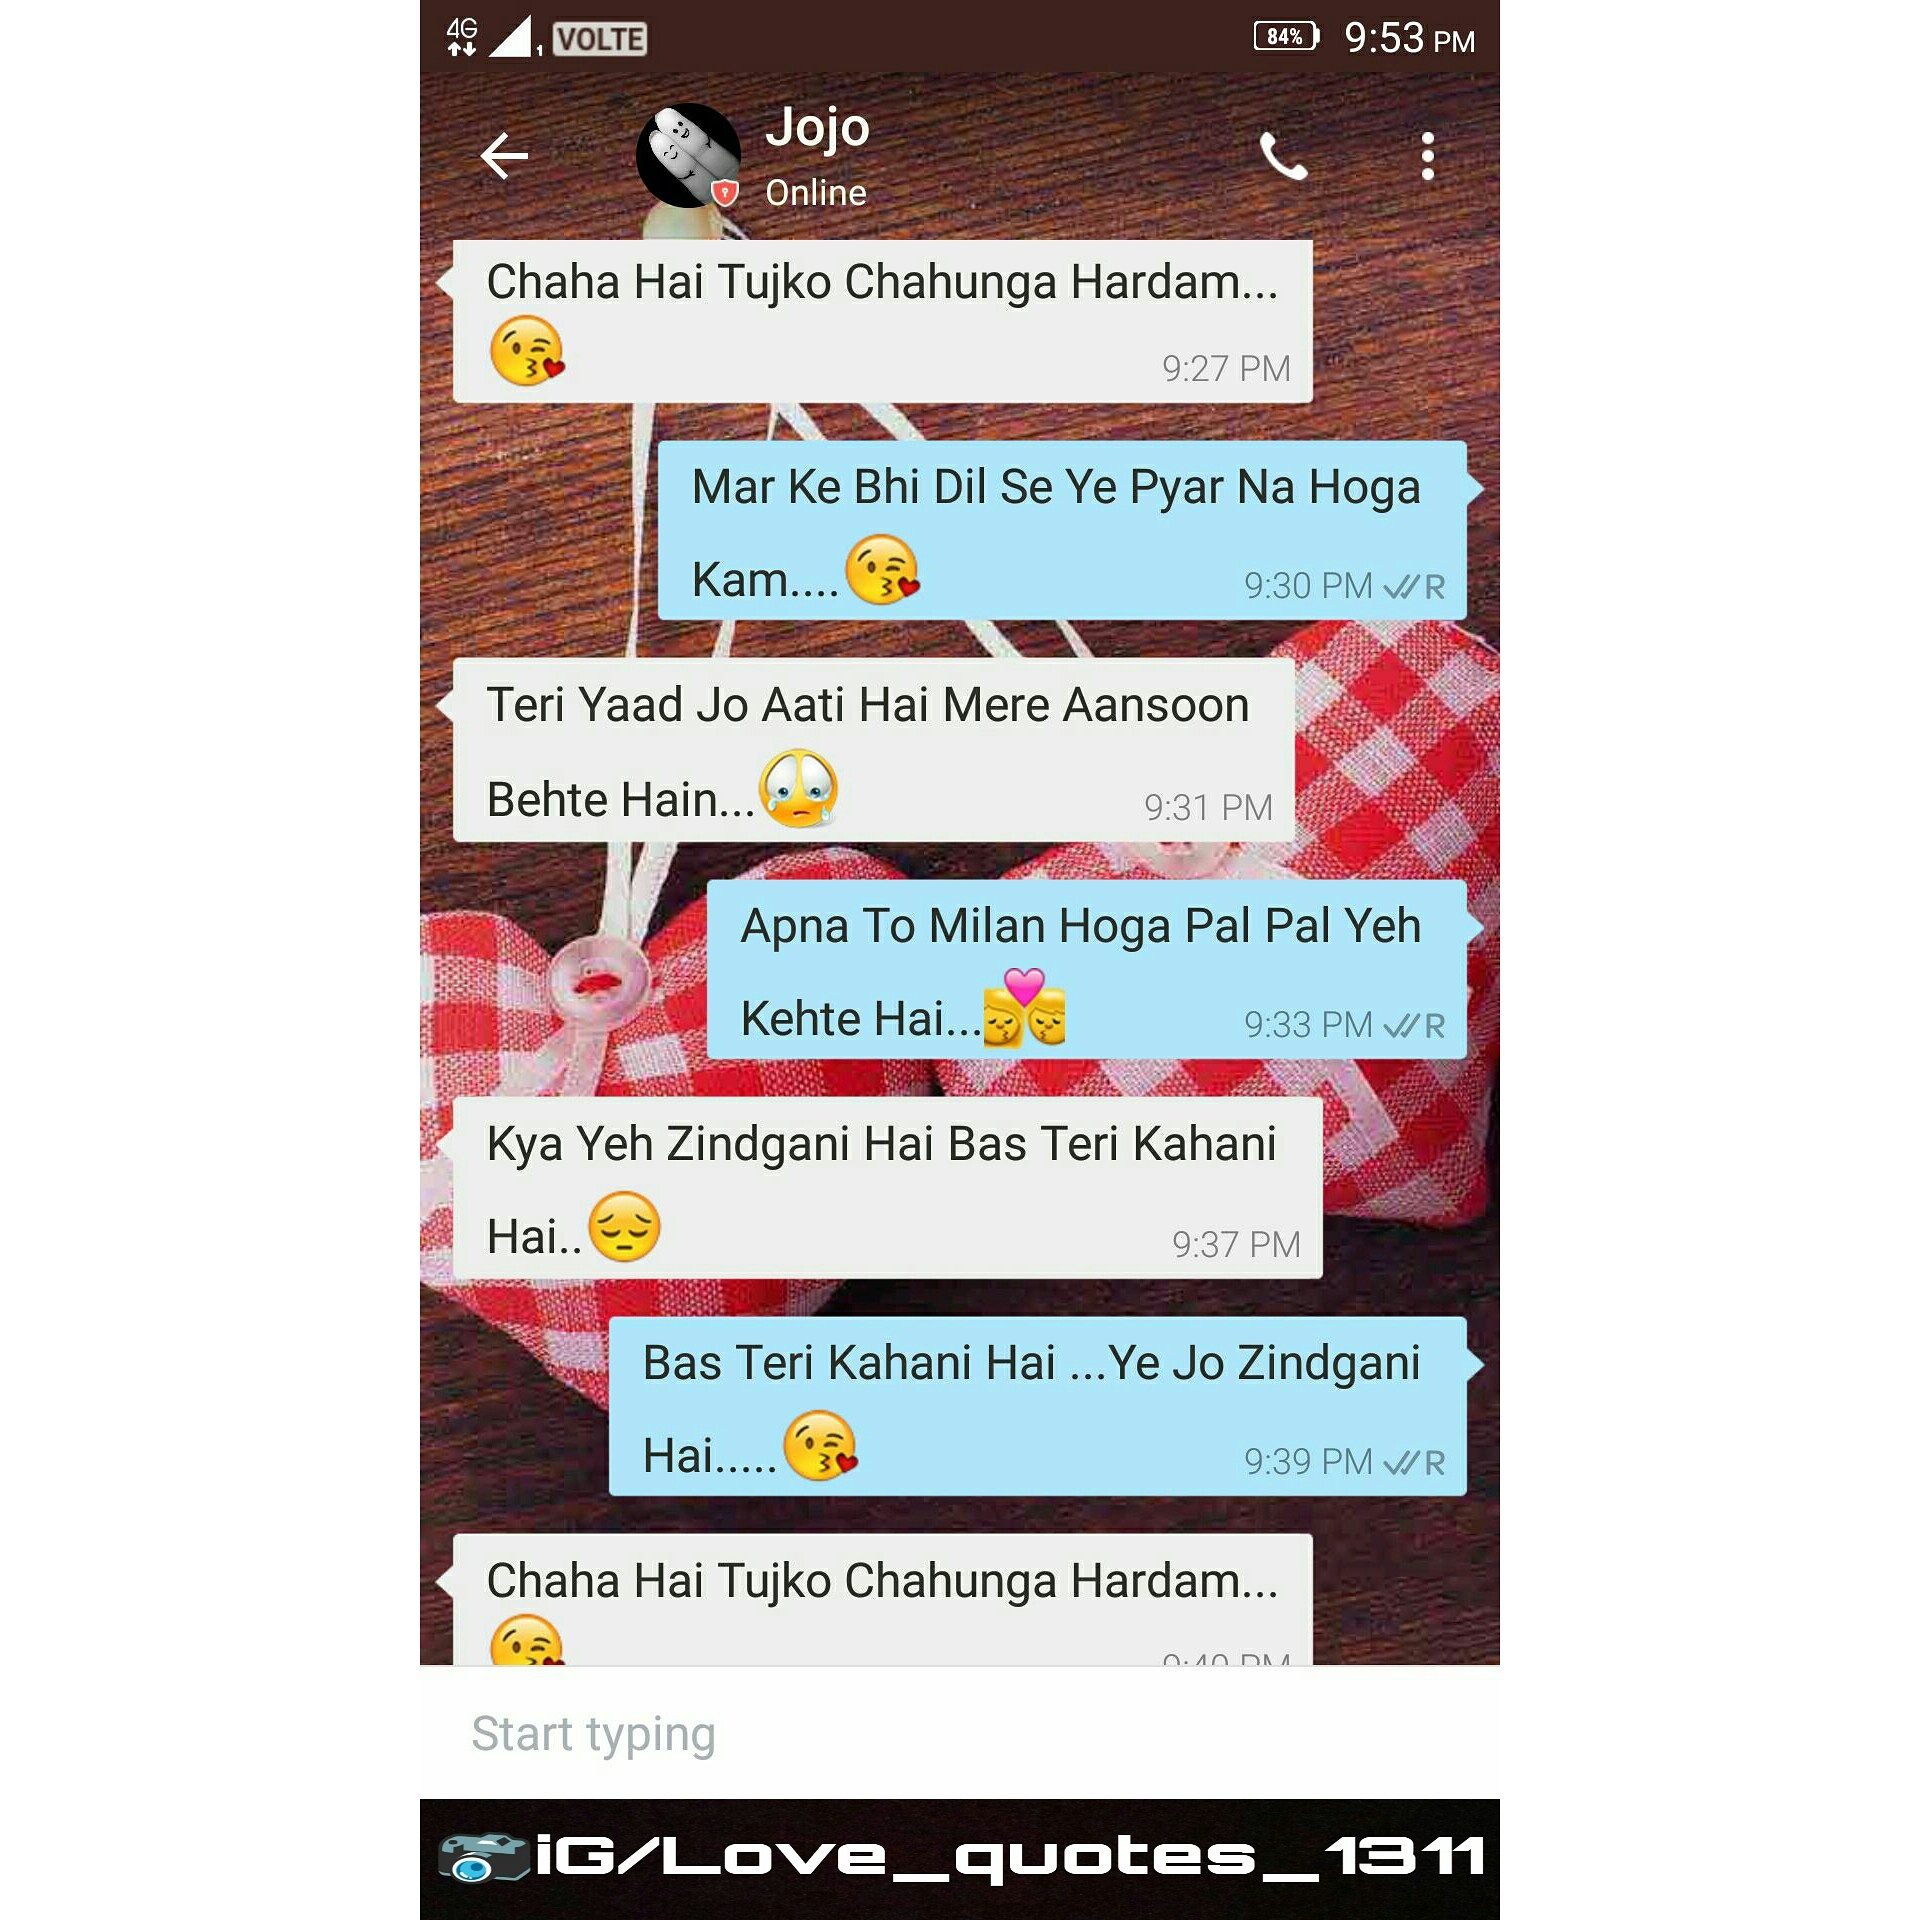 4G 1 VOLTE 84% 9:53 PM
Jojo
Online
Chaha Hai Tujko Chahunga Hardam...
😘 9:27 PM
Mar Ke Bhi Dil Se Ye Pyar Na Hoga
Kam....😘 9:30 PM R
Teri Yaad Jo Aati Hai Mere Aansoon
Behte Hain...😢 9:31 PM
Apna To Milan Hoga Pal Pal Yeh
Kehte Hai...💏 9:33 PM R
Kya Yeh Zindgani Hai Bas Teri Kahani
Hai..😔 9:37 PM
Bas Teri Kahani Hai ...Ye Jo Zindgani
Hai.....😘 9:39 PM R
Chaha Hai Tujko Chahunga Hardam...
😘
Start typing
iG/Love_quotes_1311